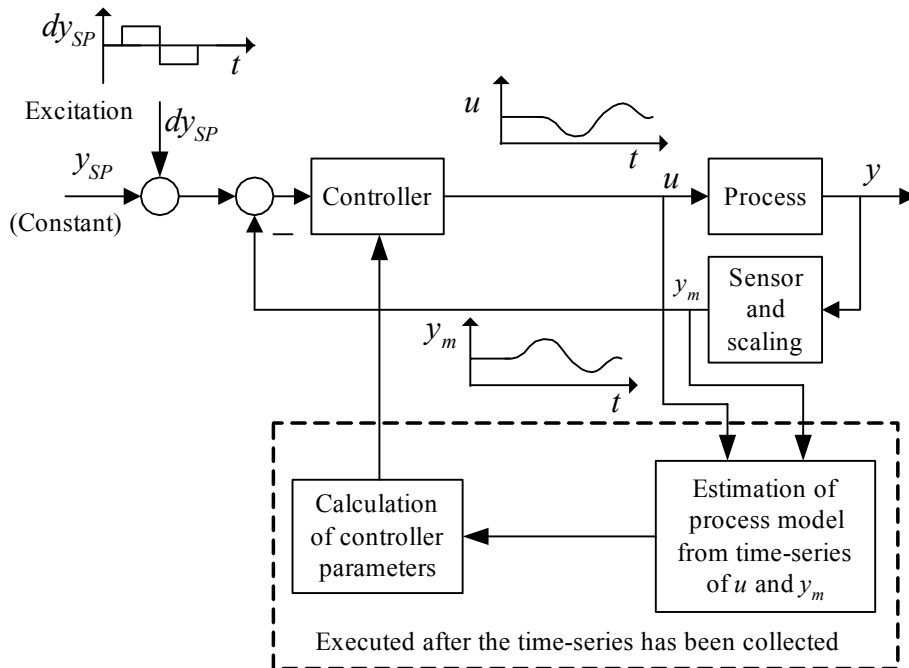 dy_SP
t
Excitation
dy_SP
u
t
y_SP
(Constant)
Controller
u
Process
y
—
y_m
Sensor
and
scaling
y_m
t
Calculation
of controller
parameters
Estimation of
process model
from time-series
of u and y_m
Executed after the time-series has been collected